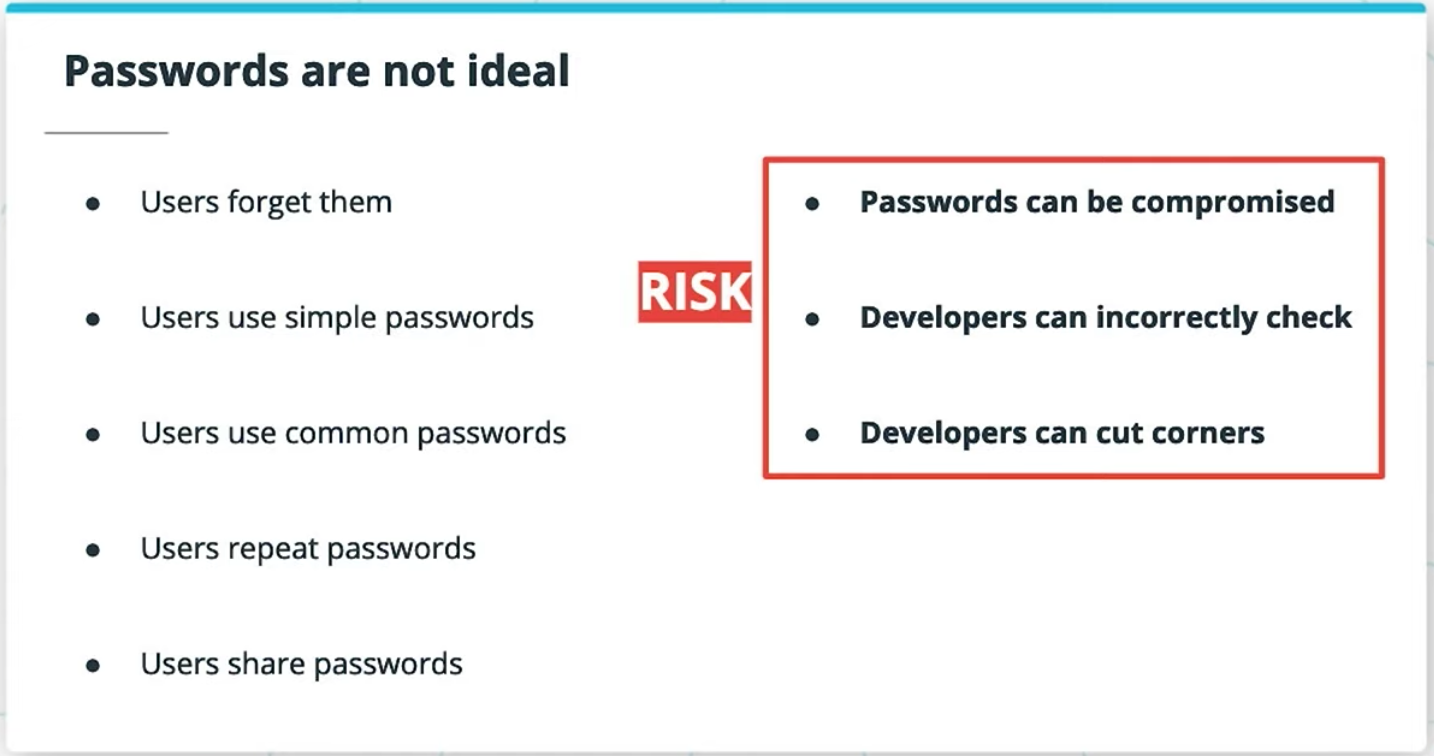 Passwords are not ideal
• Users forget them
• Users use simple passwords
• Users use common passwords
• Users repeat passwords
• Users share passwords
RISK
• Passwords can be compromised
• Developers can incorrectly check
• Developers can cut corners